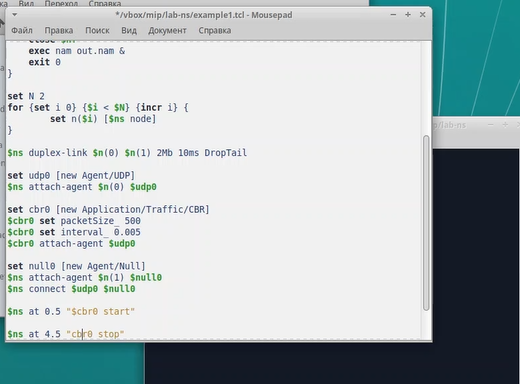 Вид Переход Справка
*/vbox/mip/lab-ns/example1.tcl - Mousepad
Файл Правка Поиск Вид Документ Справка
exec nam out.nam &
exit 0
}
set N 2
for {set i 0} {$i < $N} {incr i} {
set n($i) [$ns node]
}
$ns duplex-link $n(0) $n(1) 2Mb 10ms DropTail
set udp0 [new Agent/UDP]
$ns attach-agent $n(0) $udp0
set cbr0 [new Application/Traffic/CBR]
$cbr0 set packetSize_ 500
$cbr0 set interval_ 0.005
$cbr0 attach-agent $udp0
set null0 [new Agent/Null]
$ns attach-agent $n(1) $null0
$ns connect $udp0 $null0
$ns at 0.5 "$cbr0 start"
$ns at 4.5 "cbr0 stop"
/lab-ns